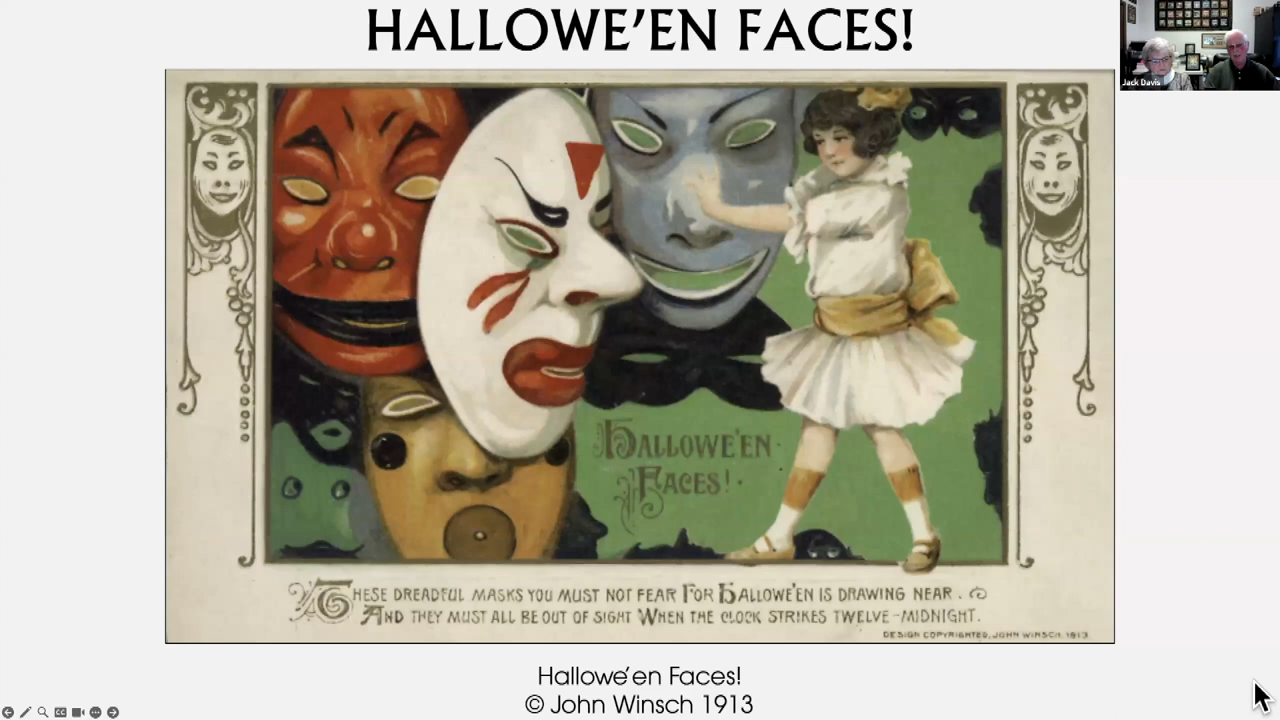 HALLOWE'EN FACES!
Jack Davis
HALLOWE'EN
FACES!
THESE DREADFUL MASKS YOU MUST NOT FEAR FOR HALLOWE'EN IS DRAWING NEAR.
AND THEY MUST ALL BE OUT OF SIGHT WHEN THE CLOCK STRIKES TWELVE-MIDNIGHT.
DESIGN COPYRIGHTED, JOHN WINSCH, 1913.
Hallowe'en Faces!
© John Winsch 1913